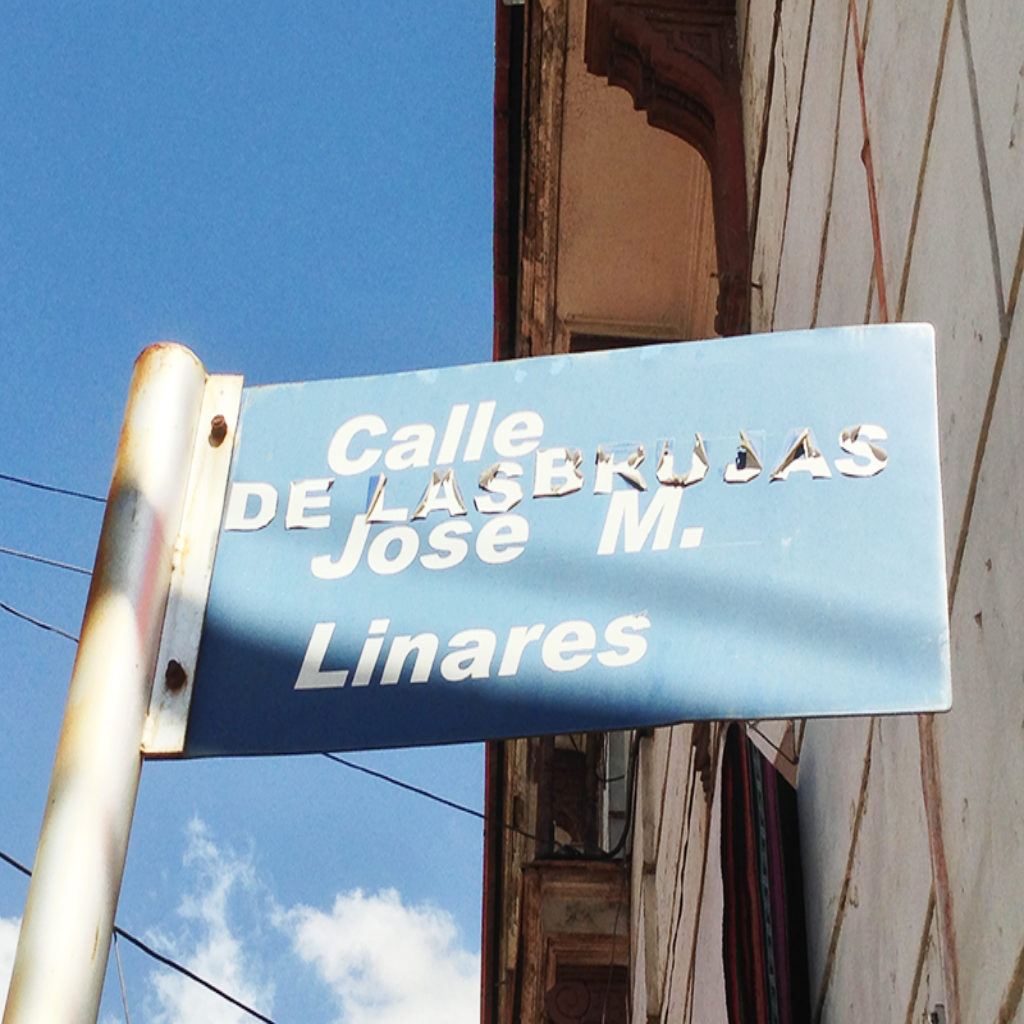 Calle
DE LAS BRUJAS
Jose M.
Linares